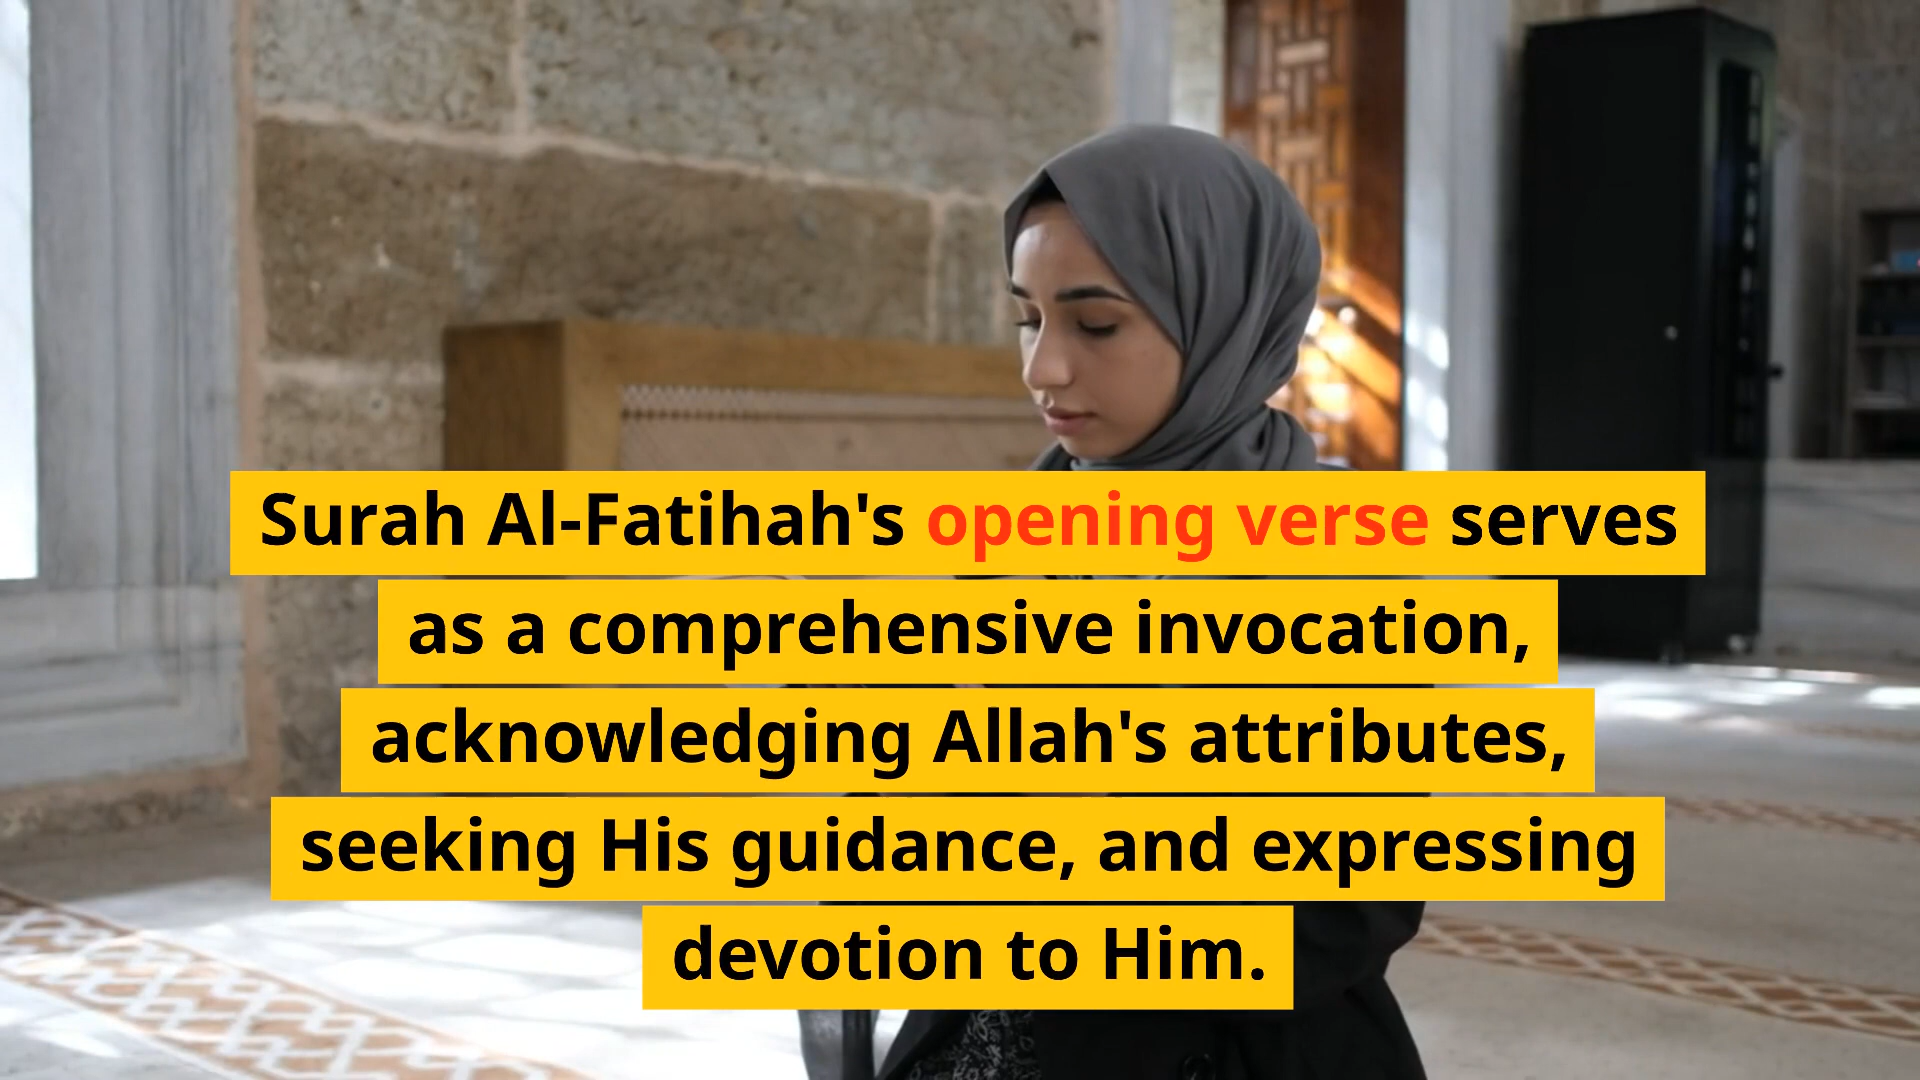 Surah Al-Fatihah's opening verse serves
as a comprehensive invocation,
acknowledging Allah's attributes,
seeking His guidance, and expressing
devotion to Him.